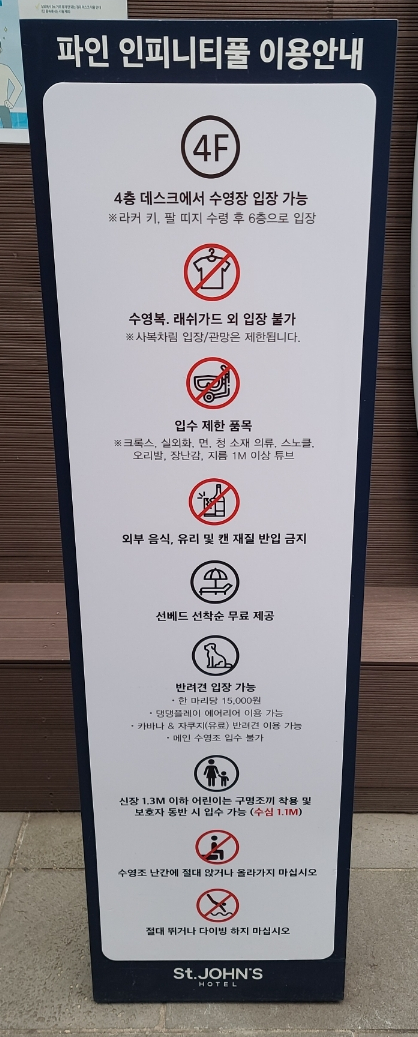 파인 인피니티풀 이용안내
4F
4층 데스크에서 수영장 입장 가능
※라커 키, 팔 띠지 수령 후 6층으로 입장
수영복. 래쉬가드 외 입장 불가
※사복차림 입장/관망은 제한됩니다.
입수 제한 품목
※크록스, 실외화, 면, 청 소재 의류, 스노쿨,
오리발, 장난감, 지름 1M 이상 튜브
외부 음식, 유리 및 캔 재질 반입 금지
선베드 선착순 무료 제공
반려견 입장 가능
· 한 마리당 15,000원
· 댕댕플레이 에어리어 이용 가능
· 카바나 & 자쿠지(유료) 반려견 이용 가능
· 메인 수영조 입수 불가
신장 1.3M 이하 어린이는 구명조끼 착용 및
보호자 동반 시 입수 가능 (수심 1.1M)
수영조 난간에 절대 앉거나 올라가지 마십시오
절대 뛰거나 다이빙 하지 마십시오
St. JOHN'S
HOTEL